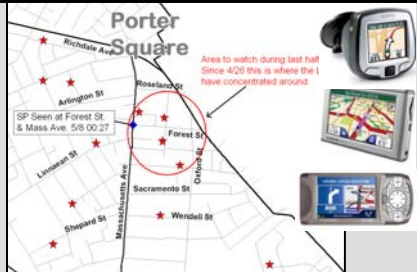 Porter
Square
Richdale Ave
Area to watch during last half
Since 4/26 this is where the
have concentrated around
Roseland St
Arlington St
SP Seen at Forest St.
& Mass Ave. 5/8 00:27
Forest St
Linnaean St
Oxford St
Massachusetts Ave
Sacramento St
Wendell St
Shepard St